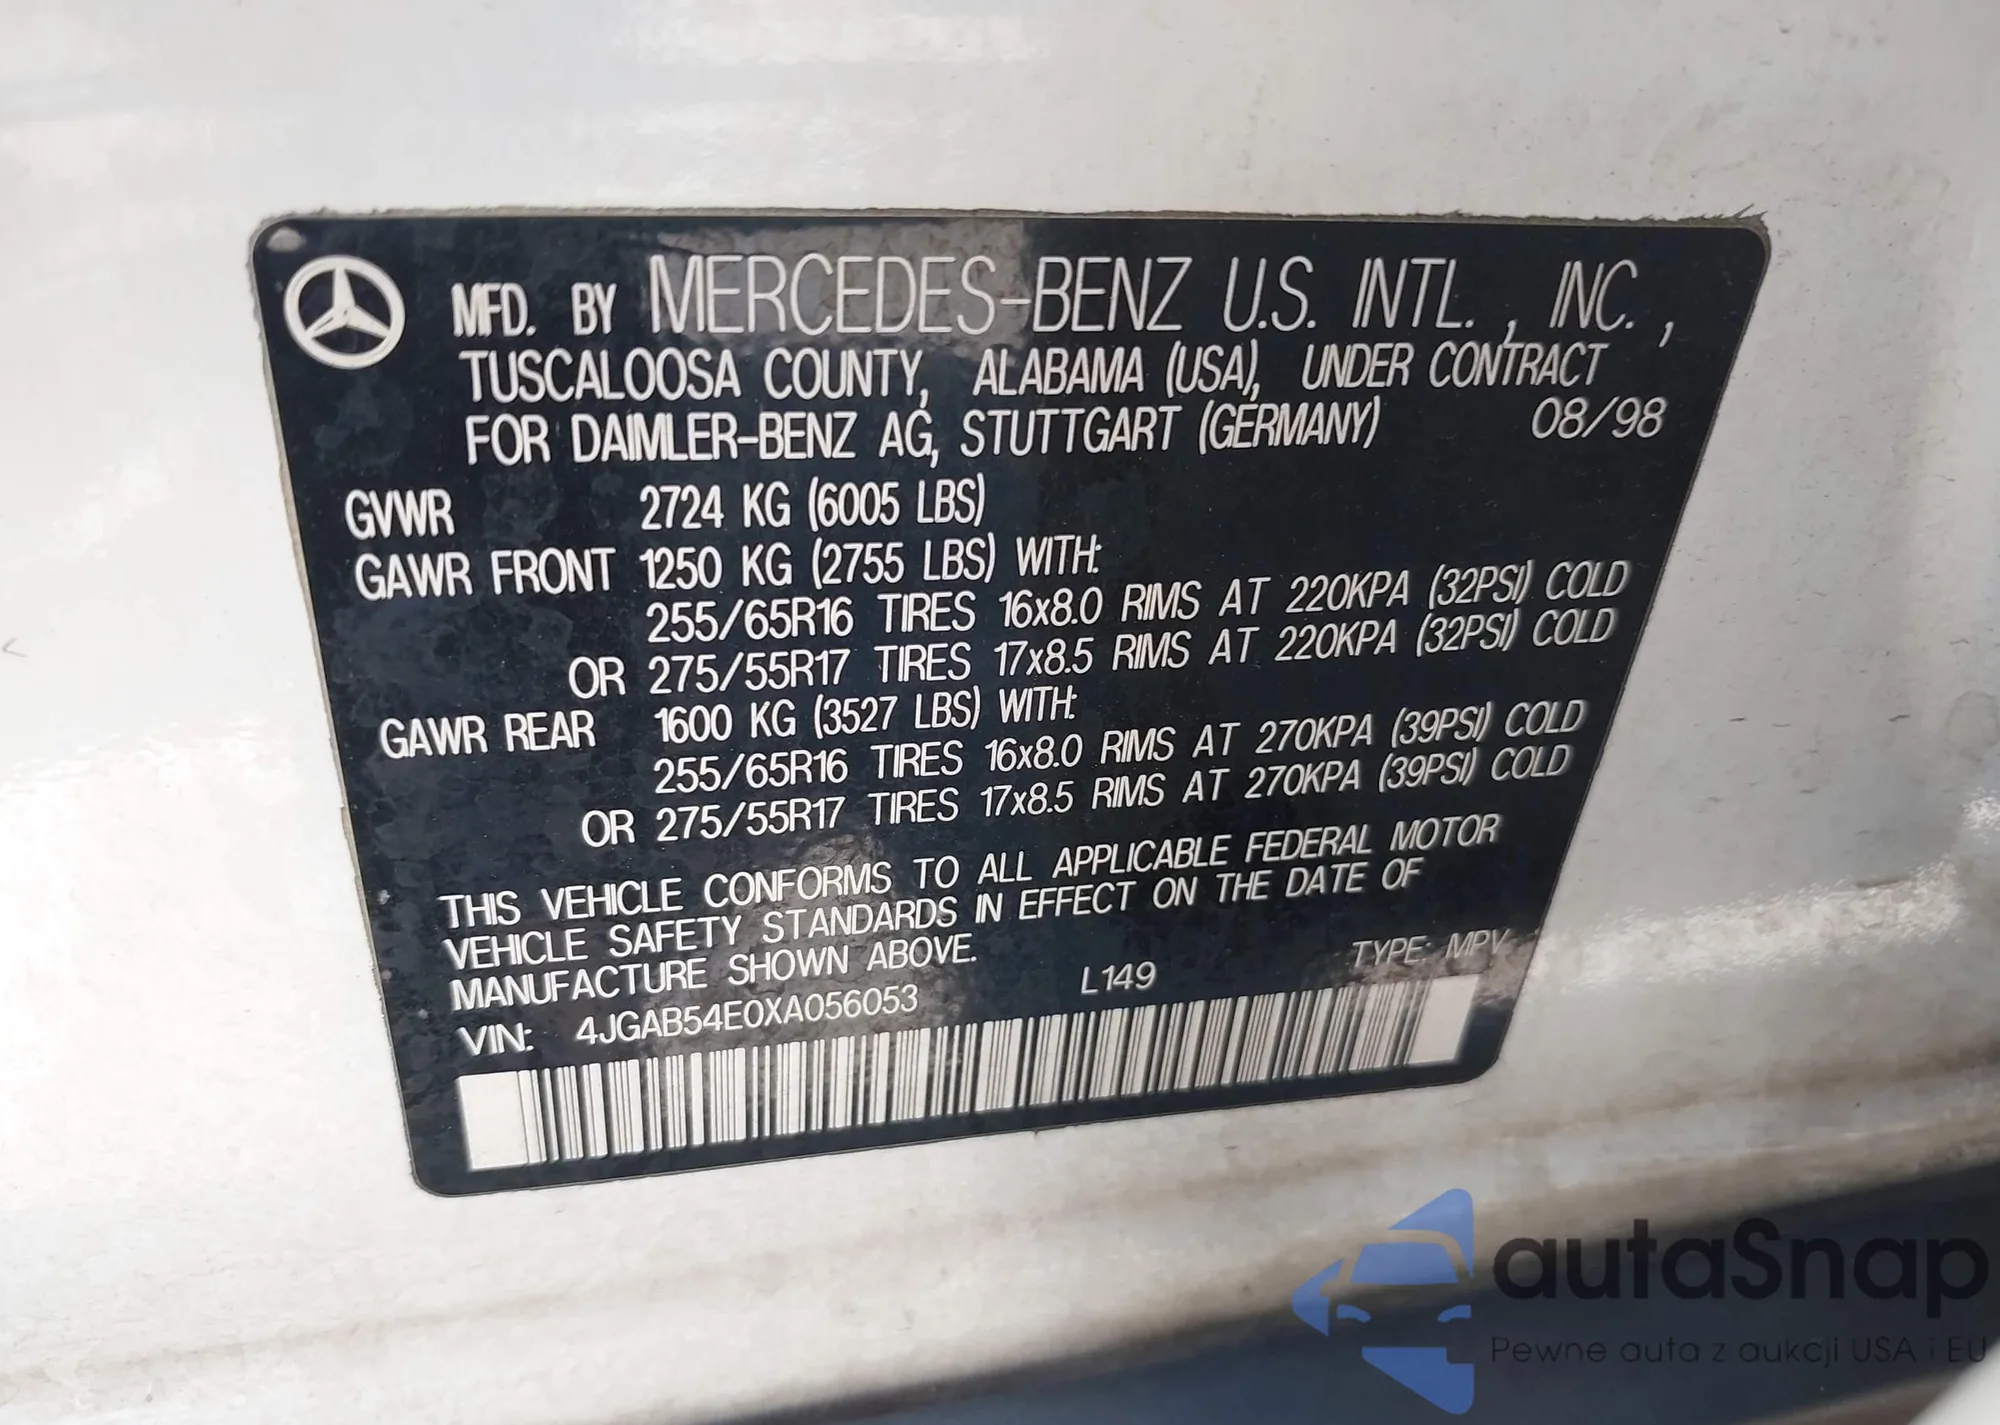 MFD. BY MERCEDES-BENZ U.S. INTL., INC.,
TUSCALOOSA COUNTY, ALABAMA (USA), UNDER CONTRACT
FOR DAIMLER-BENZ AG, STUTTGART (GERMANY) 08/98
GVWR 2724 KG (6005 LBS)
GAWR FRONT 1250 KG (2755 LBS) WITH:
255/65R16 TIRES 16x8.0 RIMS AT 220KPA (32PSI) COLD
OR 275/55R17 TIRES 17x8.5 RIMS AT 220KPA (32PSI) COLD
GAWR REAR 1600 KG (3527 LBS) WITH:
255/65R16 TIRES 16x8.0 RIMS AT 270KPA (39PSI) COLD
OR 275/55R17 TIRES 17x8.5 RIMS AT 270KPA (39PSI) COLD
THIS VEHICLE CONFORMS TO ALL APPLICABLE FEDERAL MOTOR
VEHICLE SAFETY STANDARDS IN EFFECT ON THE DATE OF
MANUFACTURE SHOWN ABOVE.
L149 TYPE: MPV
VIN: 4JGAB54E0XA056053
autaSnap
Pewne auta z aukcji USA i EU